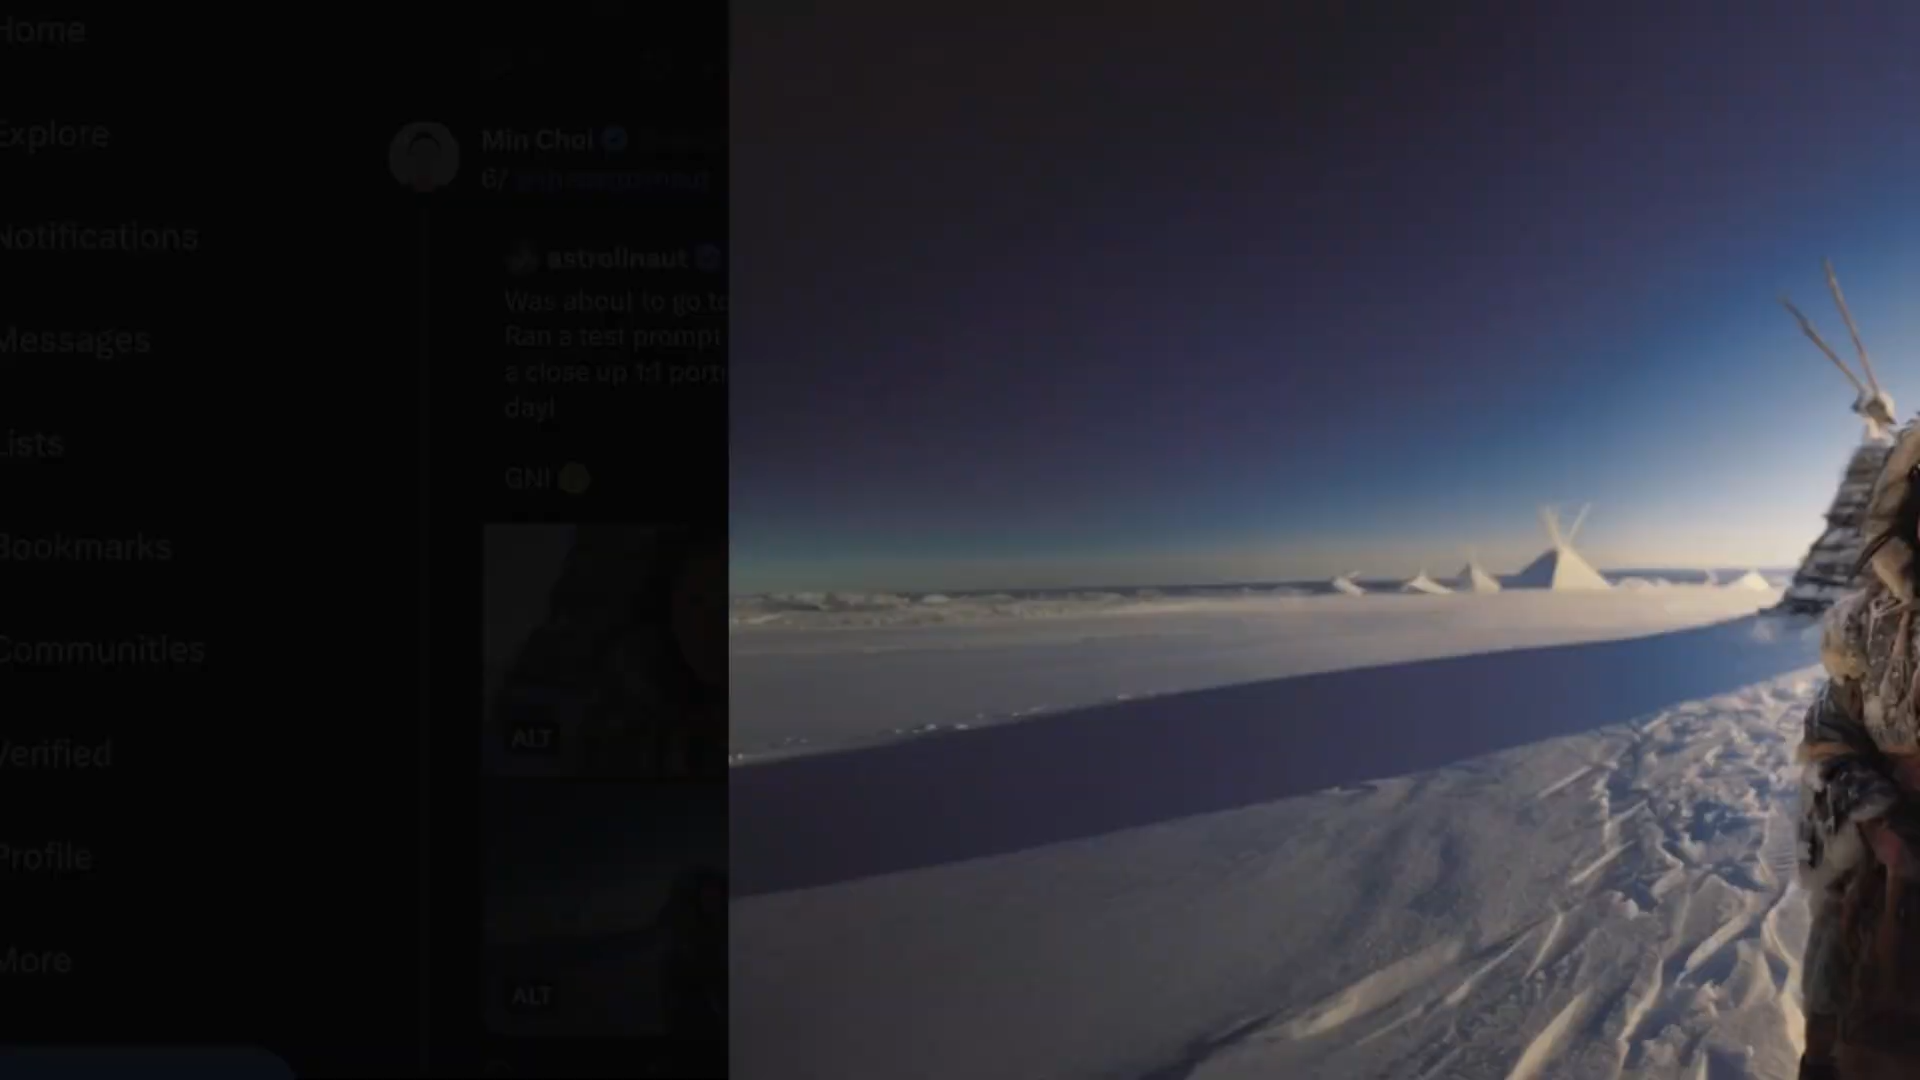 Home
Explore
Notifications
Messages
Lists
Bookmarks
Communities
Verified
Profile
More
Min Choi
6/
astrolinaut
Was about to go to
Ran a test prompt
a close up 1:1
day!
GN!
ALT
ALT